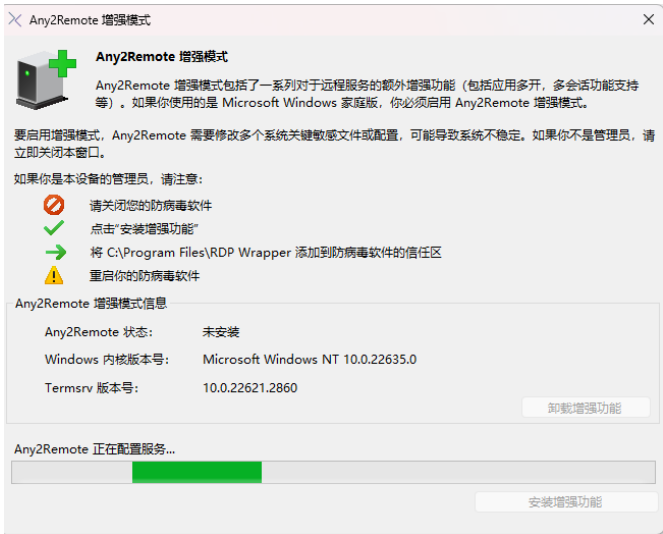 Any2Remote 增强模式
Any2Remote 增强模式
Any2Remote 增强模式包括了一系列对于远程服务的额外增强功能（包括应用多开，多会话功能支持
等）。如果你使用的是 Microsoft Windows 家庭版，你必须启用 Any2Remote 增强模式。
要启用增强模式，Any2Remote 需要修改多个系统关键敏感文件或配置，可能导致系统不稳定。如果你不是管理员，请
立即关闭本窗口。
如果你是本设备的管理员，请注意：
请关闭您的防病毒软件
点击“安装增强功能”
将 C:\Program Files\RDP Wrapper 添加到防病毒软件的信任区
重启你的防病毒软件
Any2Remote 增强模式信息
Any2Remote 状态： 未安装
Windows 内核版本号： Microsoft Windows NT 10.0.22635.0
Termsrv 版本号： 10.0.22621.2860
卸载增强功能
Any2Remote 正在配置服务...
安装增强功能